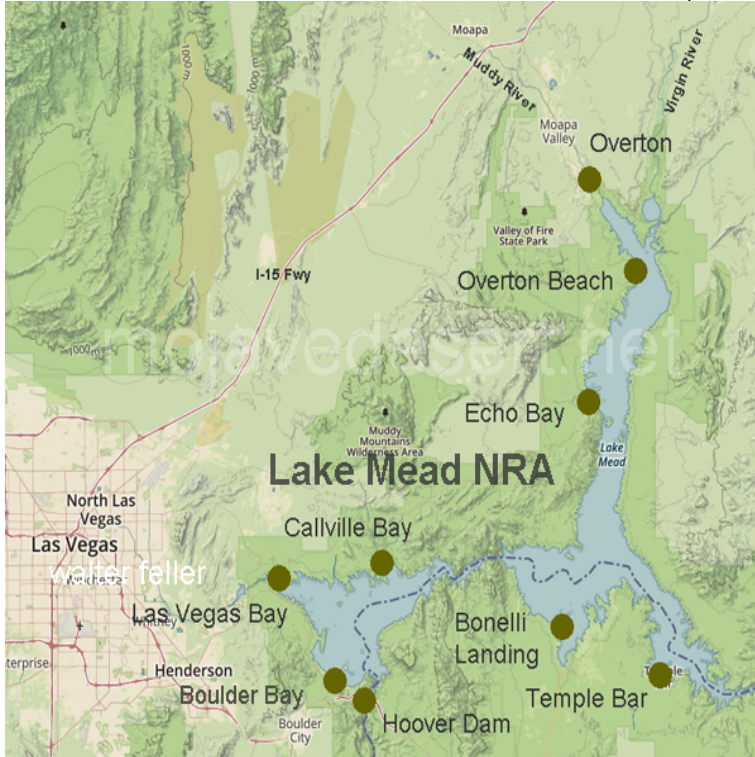 Moapa
Muddy River
Virgin River
1000 m
1000 m
Moapa
Valley
Overton
Valley of Fire
State Park
I-15 Fwy
Overton Beach
mojavedesert.net
1000 m
Echo Bay
Muddy
Mountains
Wilderness Area
Lake
Mead
Lake Mead NRA
North Las
Vegas
Callville Bay
Las Vegas
walter feller
Winchester
Las Vegas Bay
Whitney
Bonelli
Landing
Enterprise
Henderson
Boulder Bay
Temple Bar
Hoover Dam
Boulder
City